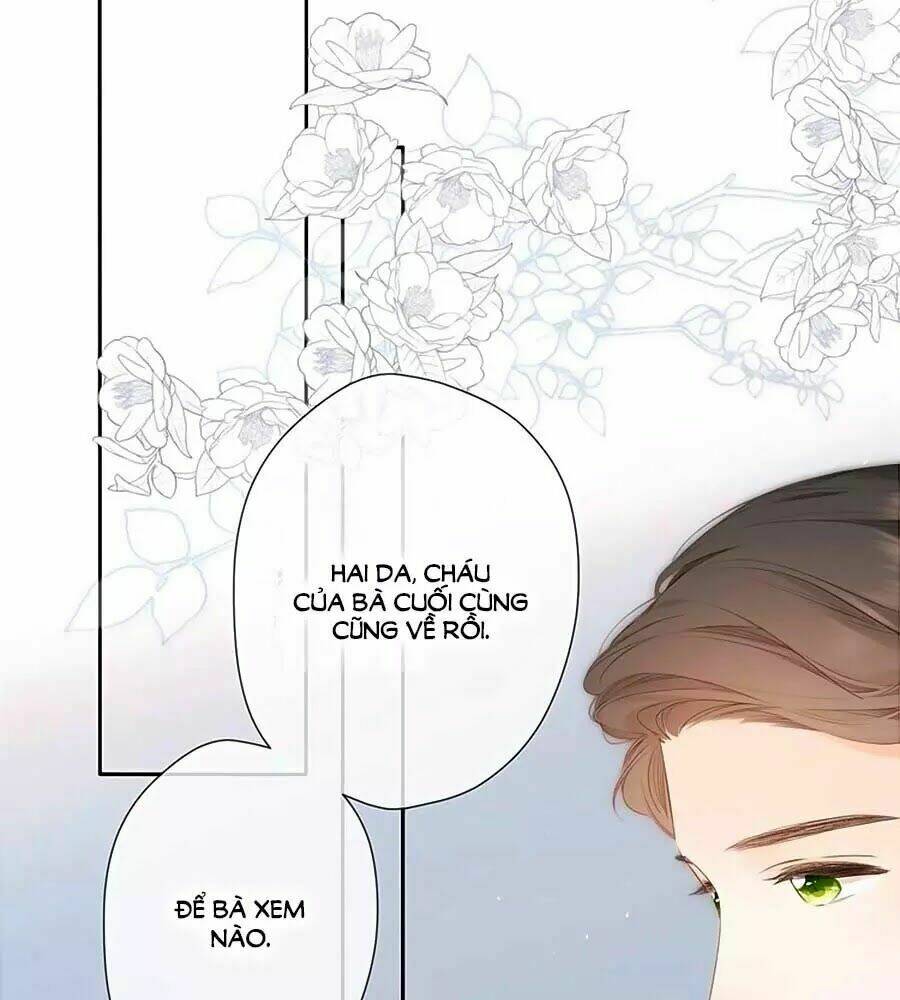 HAI DA, CHÁU
CỦA BÀ CUỐI CÙNG
CŨNG VỀ RỒI.
ĐỂ BÀ XEM
NÀO.